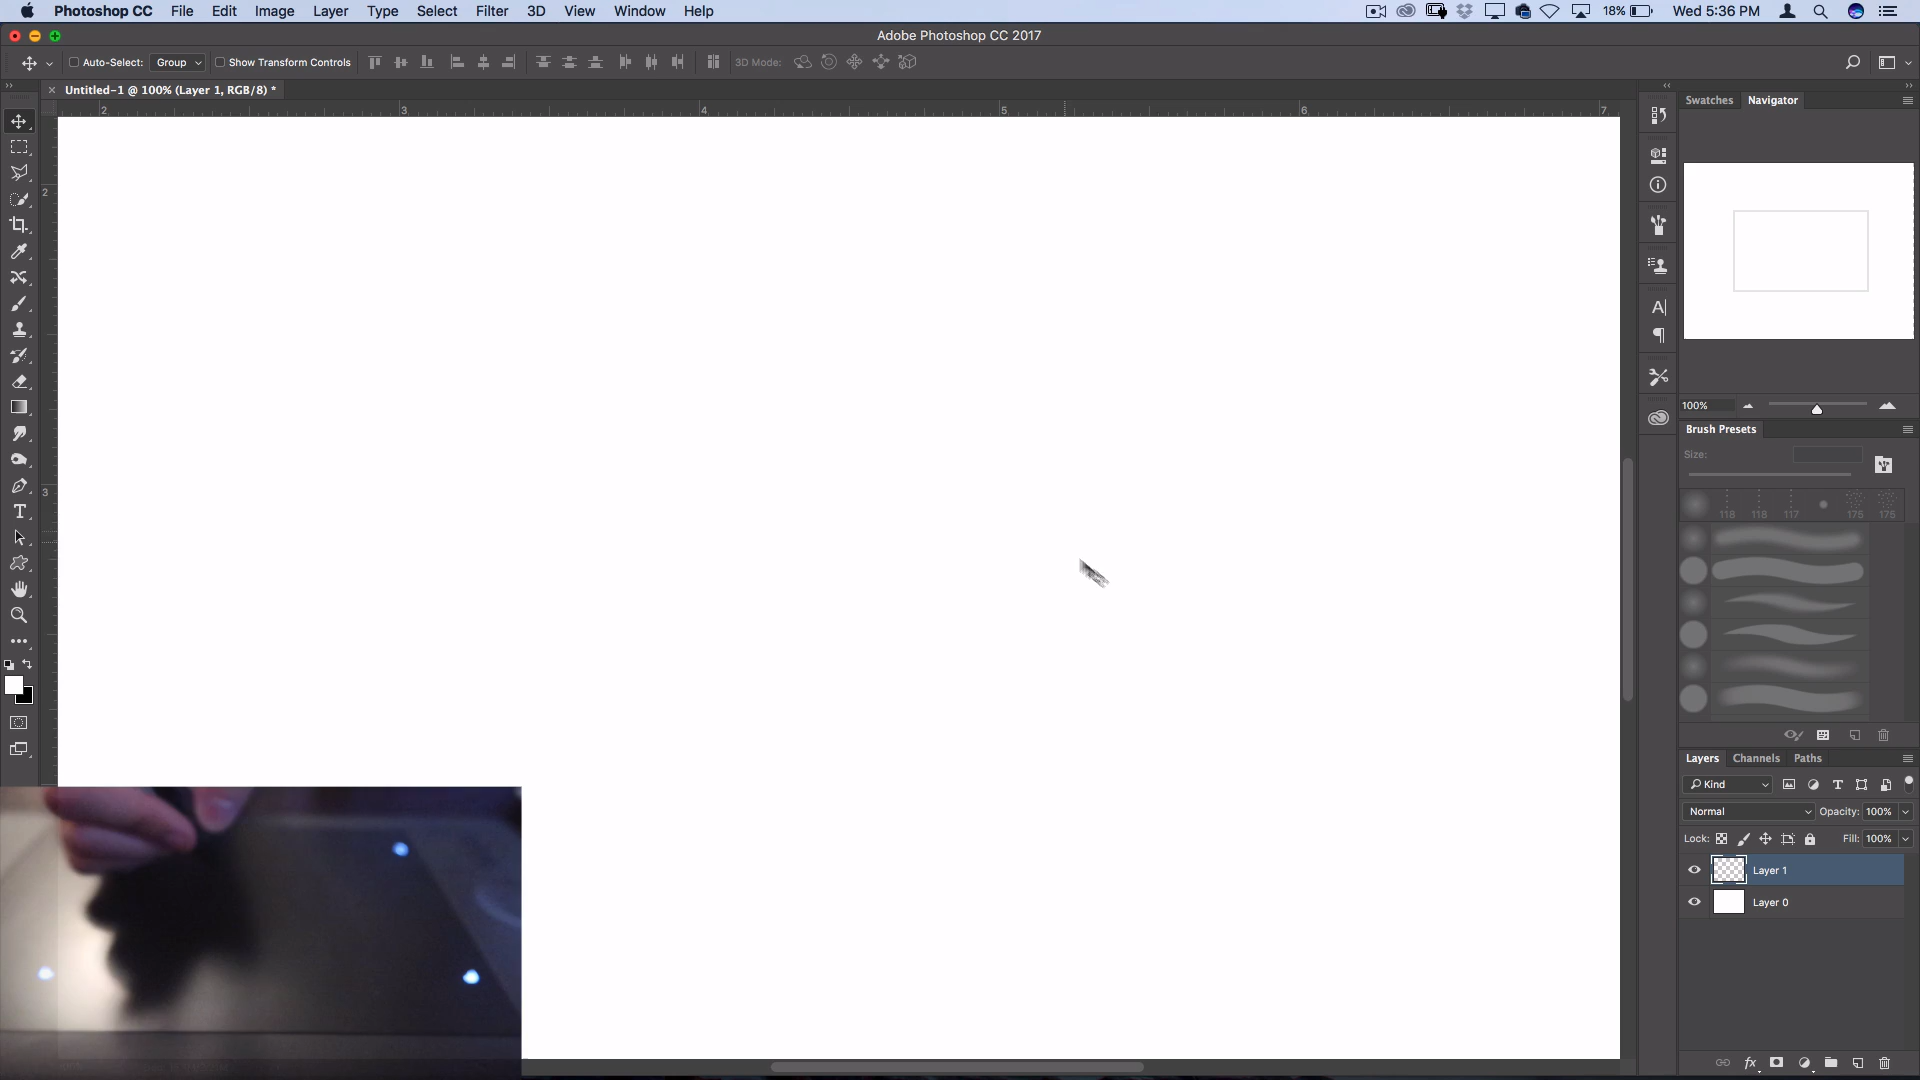 Photoshop CC File Edit Image Layer Type Select Filter 3D View Window Help 18% Wed 5:36 PM
Adobe Photoshop CC 2017
Auto-Select: Group Show Transform Controls 3D Mode:
Untitled-1 @ 100% (Layer 1, RGB/8) *
2 3 4 5 6 7
2
3
Swatches Navigator
100%
Brush Presets
Size:
118 118 117 175 175
Layers Channels Paths
Kind
Normal Opacity: 100%
Lock: Fill: 100%
Layer 1
Layer 0
fx